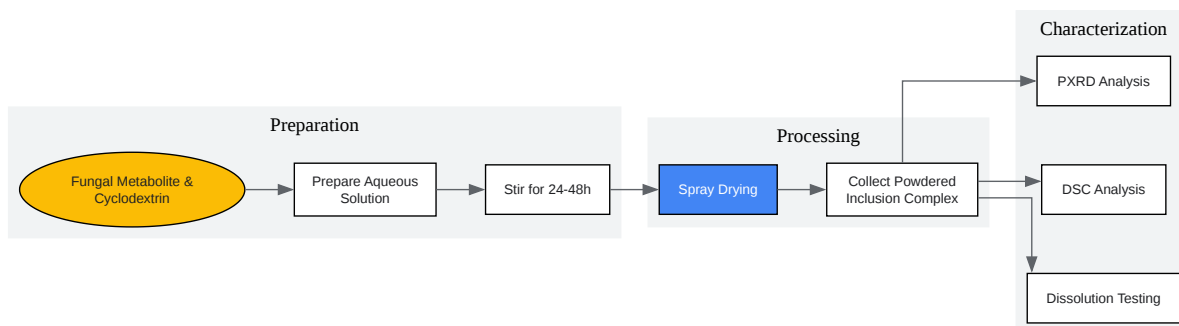 Preparation
Fungal Metabolite &
Cyclodextrin
Prepare Aqueous
Solution
Stir for 24-48h
Processing
Spray Drying
Collect Powdered
Inclusion Complex
Characterization
PXRD Analysis
DSC Analysis
Dissolution Testing